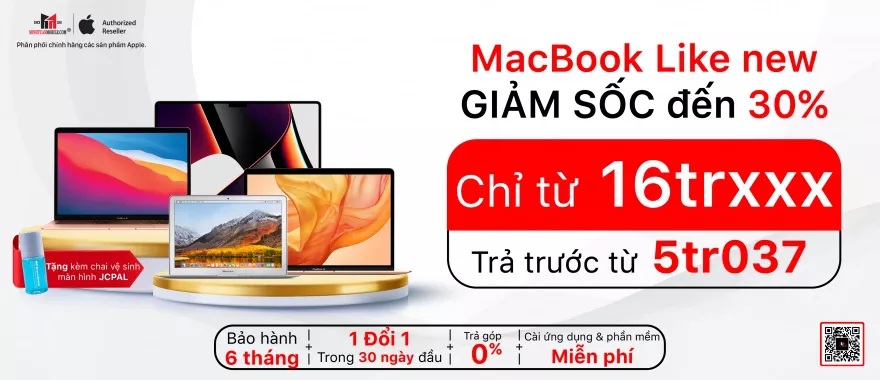 Authorized
Reseller
Phân phối chính hãng các sản phẩm Apple.
MacBook Like new
GIẢM SỐC đến 30%
Chỉ từ 16trxxx
Trả trước từ 5tr037
Tặng kèm chai vệ sinh
màn hình JCPAL
Bảo hành
6 tháng
+
1 Đổi 1
Trong 30 ngày đầu
+
Trả góp
0%
+
Cài ứng dụng & phần mềm
Miễn phí